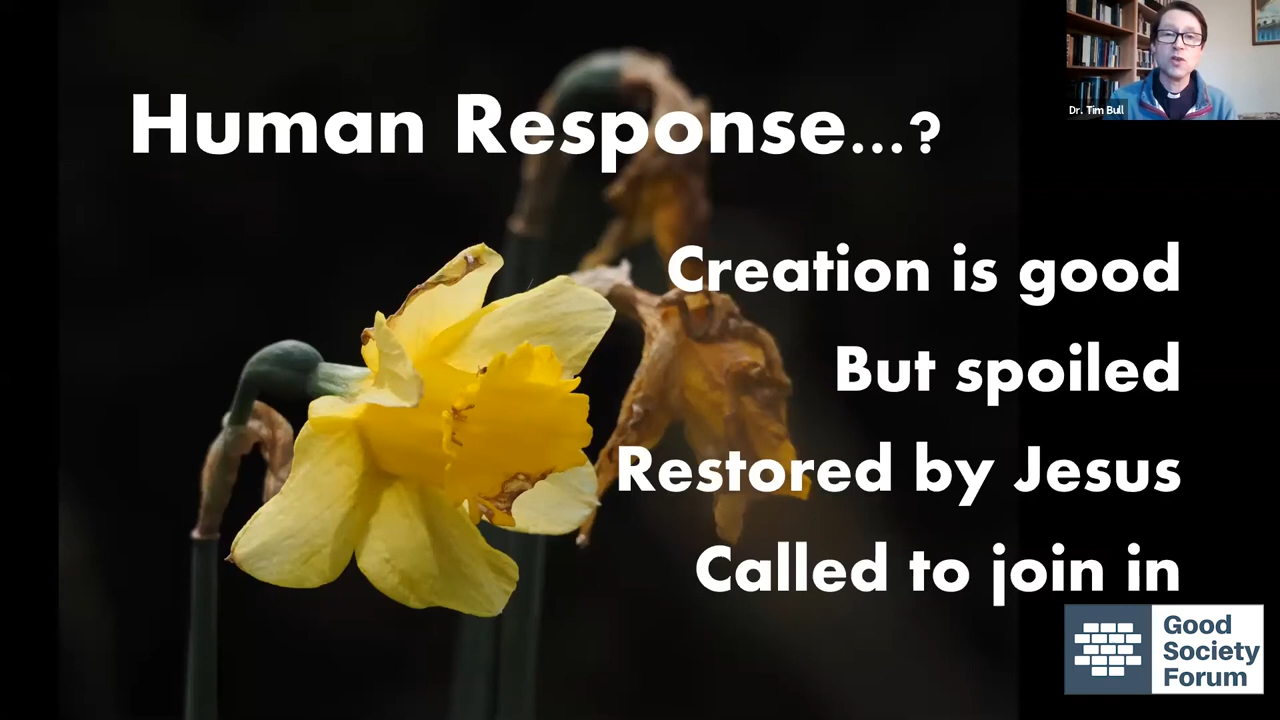 Human Response...?
Creation is good
But spoiled
Restored by Jesus
Called to join in
Dr. Tim Bull
Good
Society
Forum